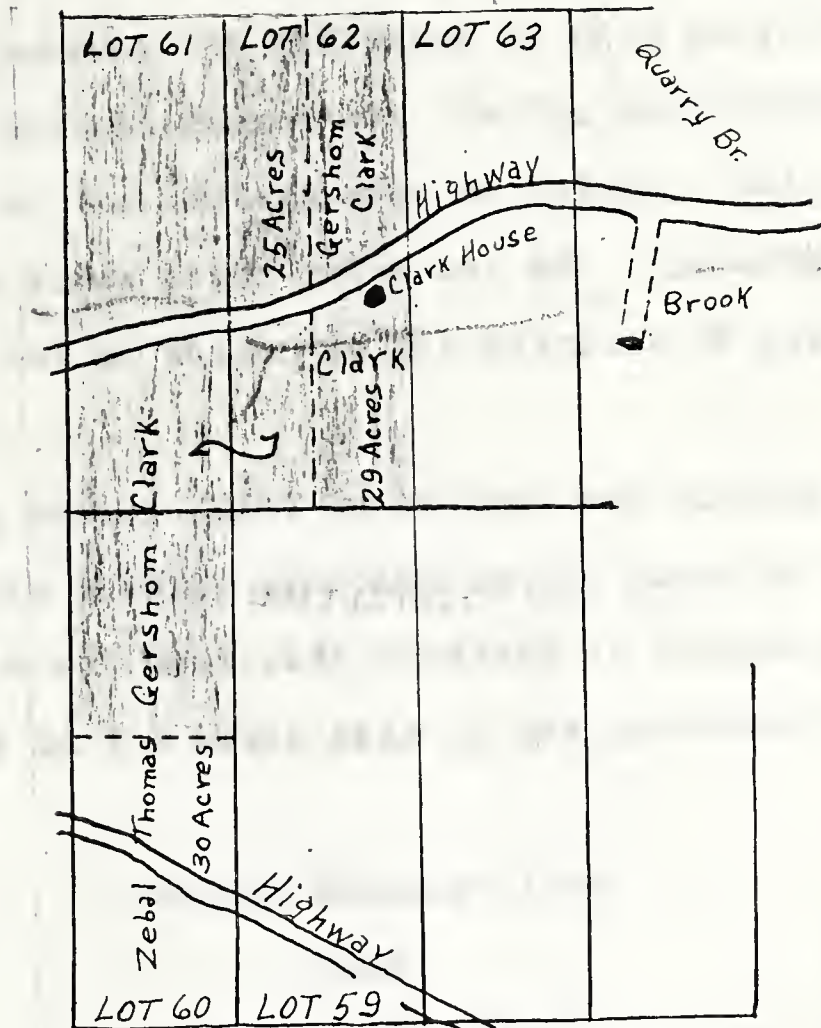 LOT 61
LOT 62
LOT 63
Quarry Br.
25 Acres
Gershom
Clark
Highway
Clark House
Brook
Clark
29 Acres
Gershom Clark
Thomas
Zebal
30 Acres
Highway
LOT 60
LOT 59